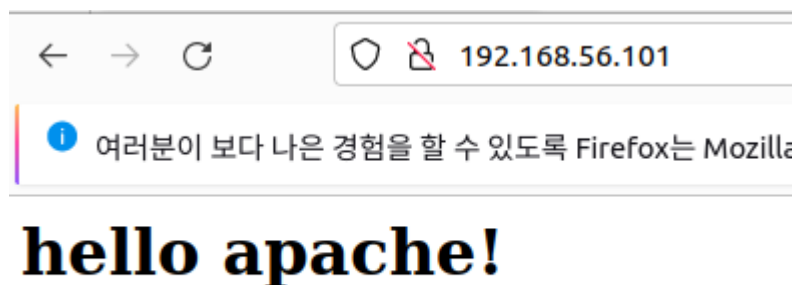 192.168.56.101
여러분이 보다 나은 경험을 할 수 있도록 Firefox는 Mozilla
hello apache!